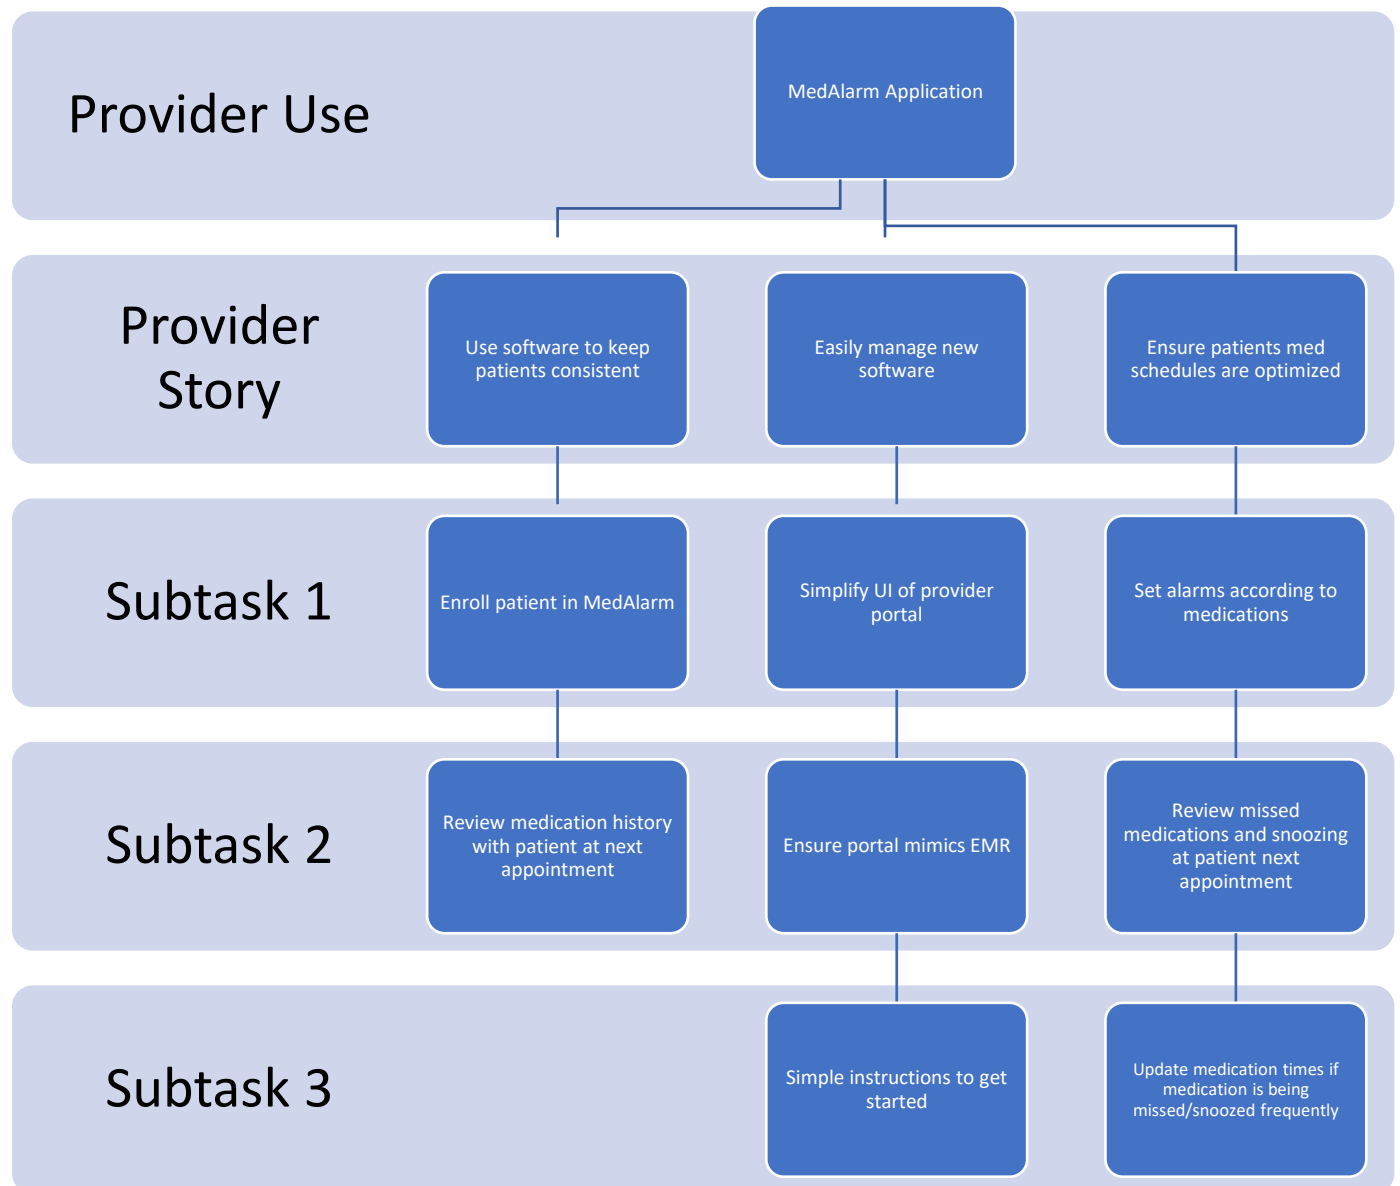 Provider Use
MedAlarm Application
Provider
Story
Use software to keep
patients consistent
Easily manage new
software
Ensure patients med
schedules are optimized
Subtask 1
Enroll patient in MedAlarm
Simplify UI of provider
portal
Set alarms according to
medications
Subtask 2
Review medication history
with patient at next
appointment
Ensure portal mimics EMR
Review missed
medications and snoozing
at patient next
appointment
Subtask 3
Simple instructions to get
started
Update medication times if
medication is being
missed/snoozed frequently